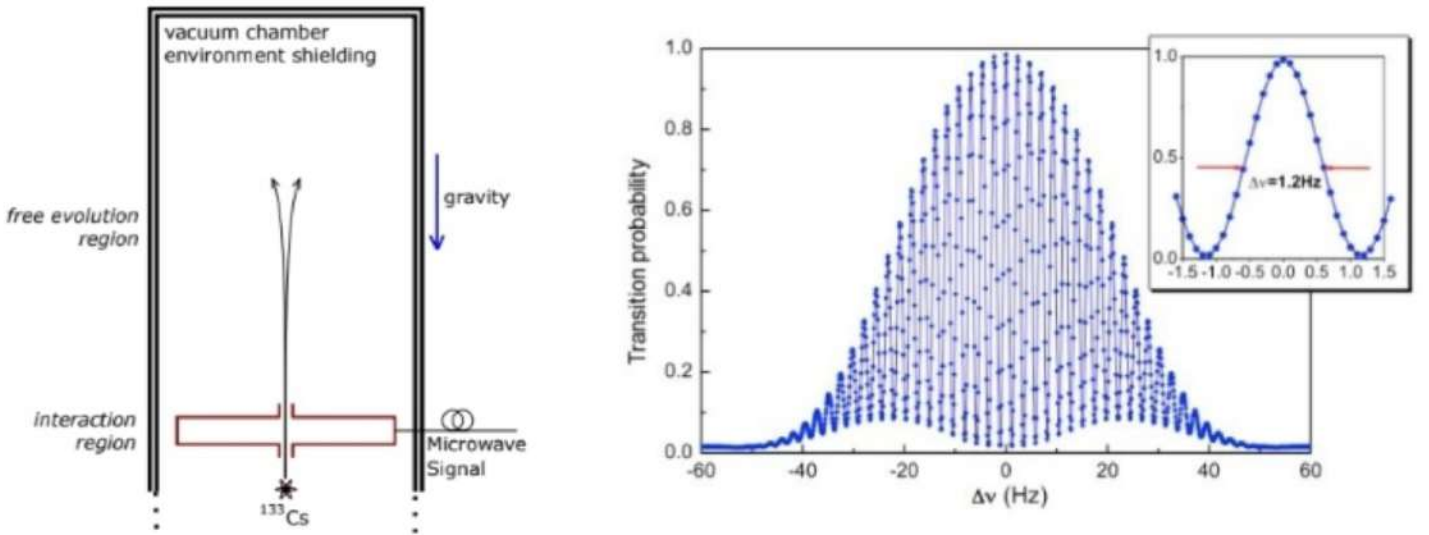 vacuum chamber
environment shielding
gravity
free evolution
region
interaction
region
Microwave
Signal
133Cs
Transition probability
1.0
0.8
0.6
0.4
0.2
0.0
-60
-40
-20
0
20
40
60
Δν (Hz)
1.0
0.5
0.0
Δν=1.2Hz
-1.5 -1.0 -0.5 0.0 0.5 1.0 1.5